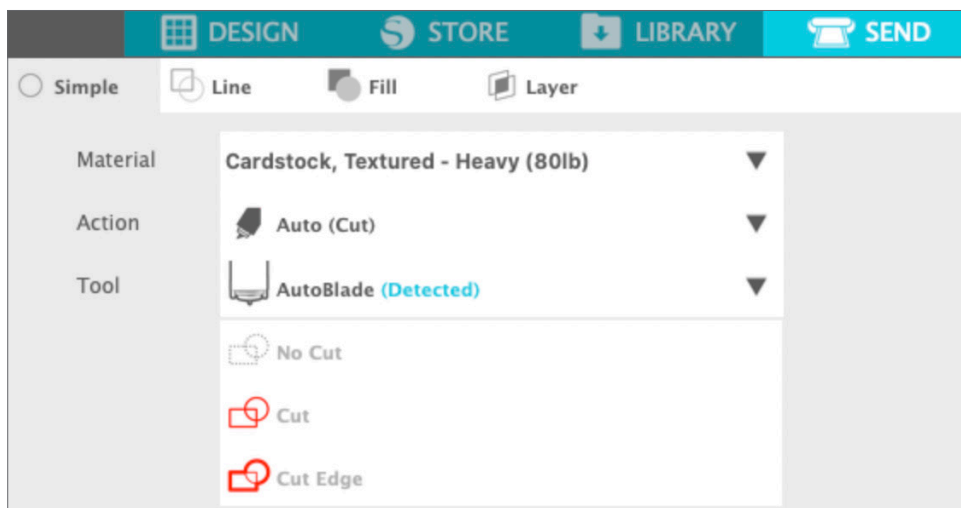 DESIGN STORE LIBRARY SEND
Simple Line Fill Layer
Material Cardstock, Textured - Heavy (80lb)
Action Auto (Cut)
Tool AutoBlade (Detected)
No Cut
Cut
Cut Edge